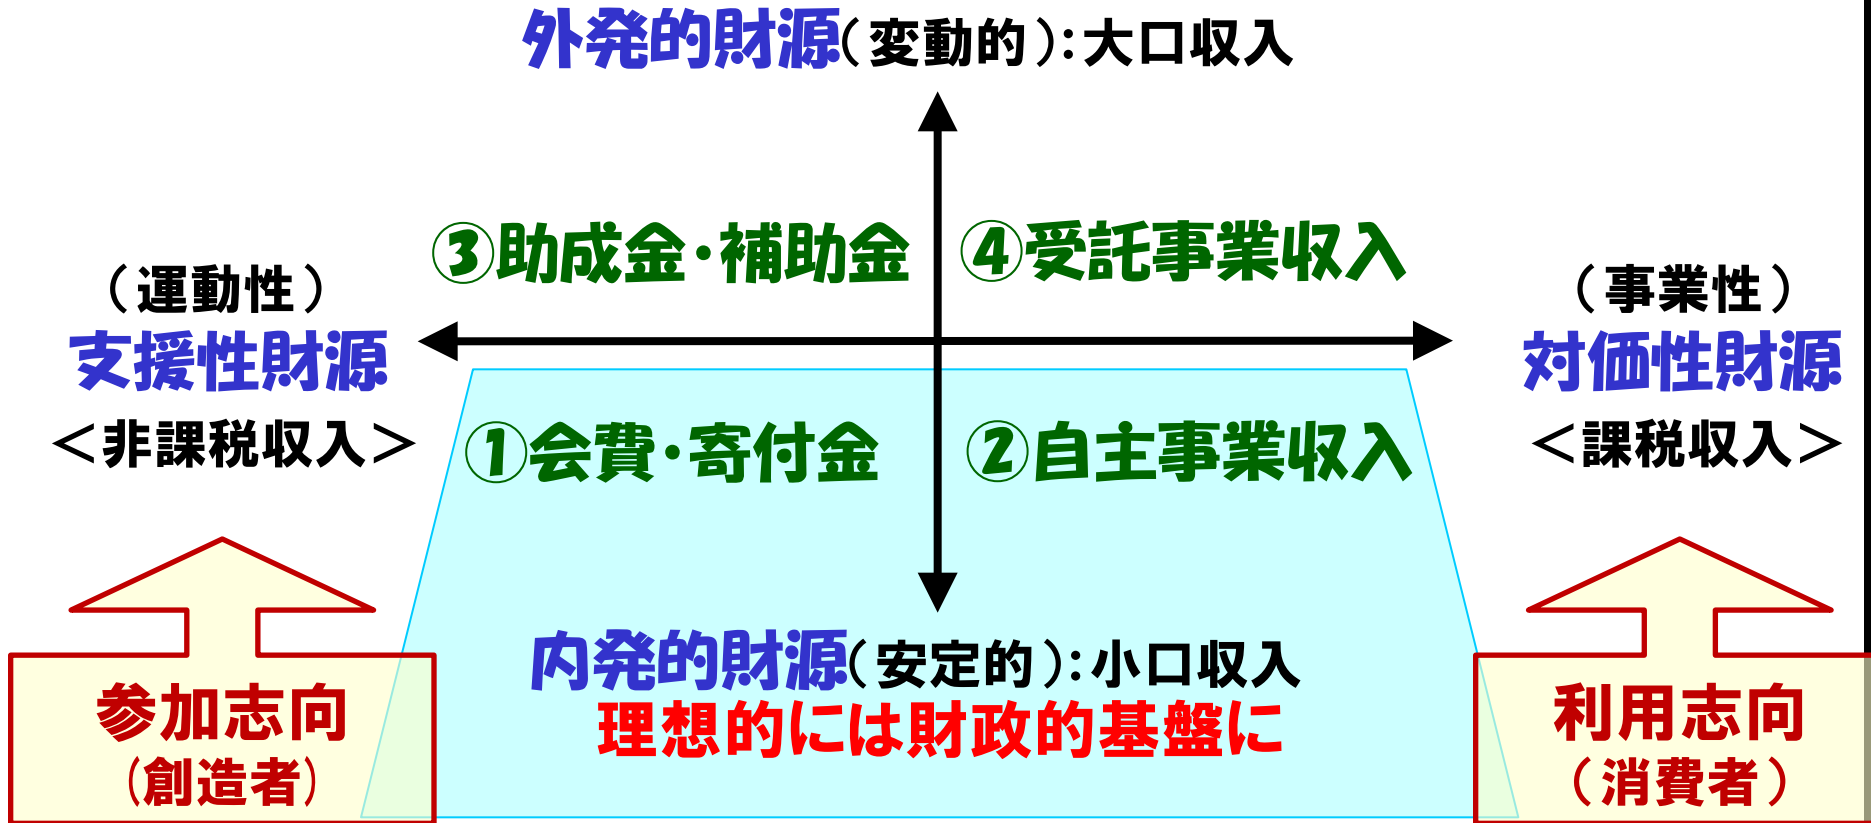 外発的財源(変動的):大口収入
③助成金・補助金
④受託事業収入
(運動性)
支援性財源
<非課税収入>
(事業性)
対価性財源
<課税収入>
①会費・寄付金
②自主事業収入
内発的財源(安定的):小口収入
理想的には財政的基盤に
参加志向
(創造者)
利用志向
(消費者)